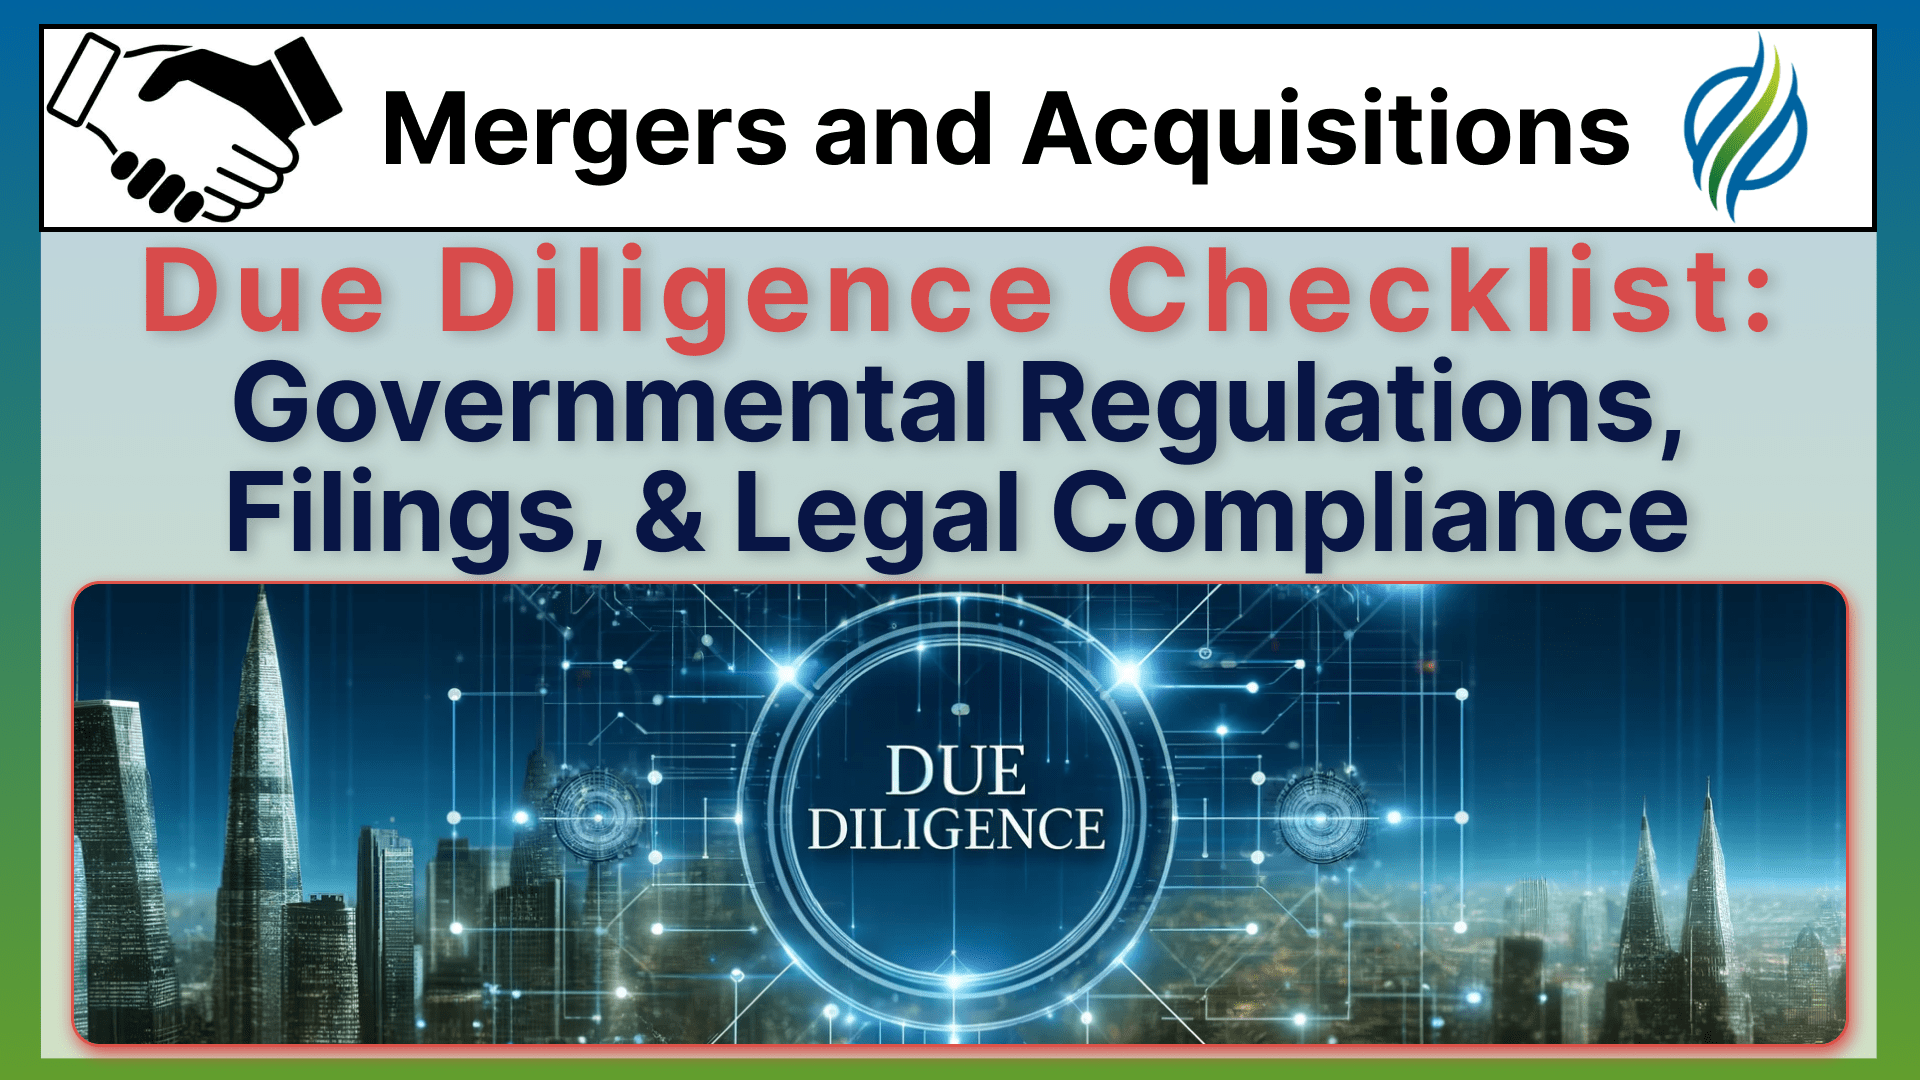 Mergers and Acquisitions
Due Diligence Checklist:
Governmental Regulations,
Filings, & Legal Compliance
DUE
DILIGENCE